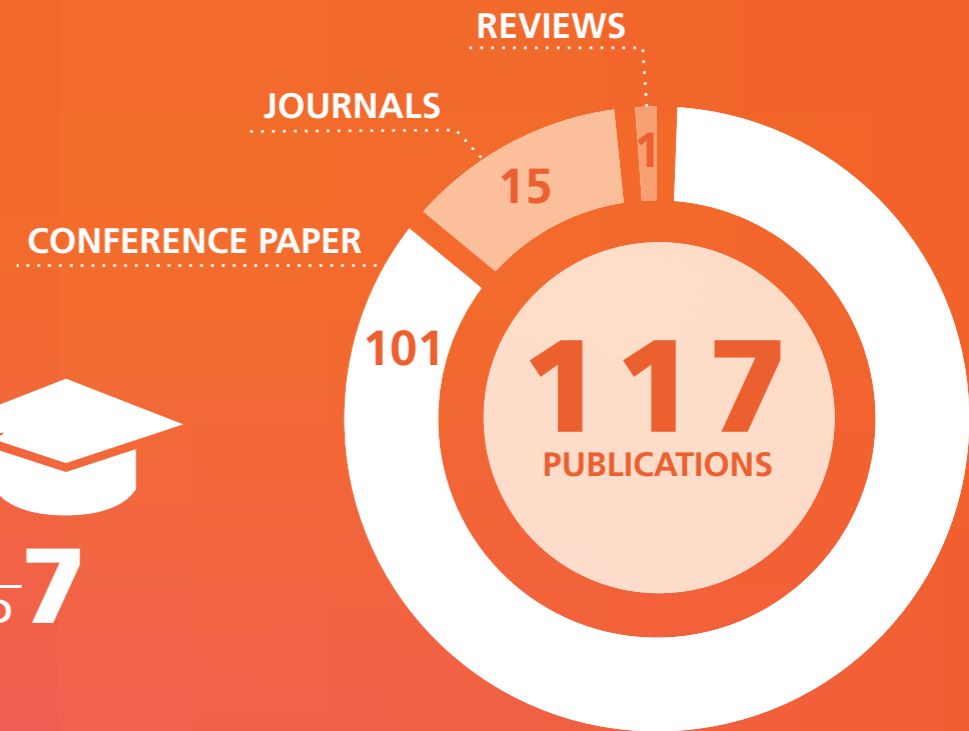 REVIEWS
JOURNALS
1
15
CONFERENCE PAPER
101
117
PUBLICATIONS
7